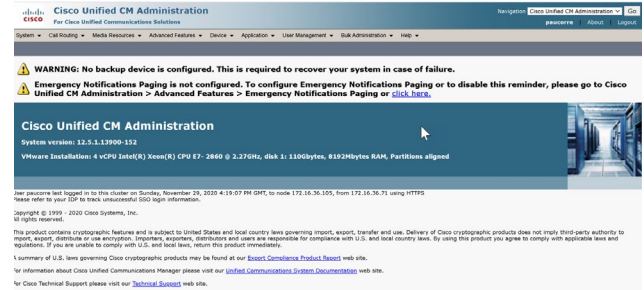 CISCO
Cisco Unified CM Administration
For Cisco Unified Communications Solutions
Navigation Cisco Unified CM Administration Go
paucorre | About | Logout
System Call Routing Media Resources Advanced Features Device Application User Management Bulk Administration Help
WARNING: No backup device is configured. This is required to recover your system in case of failure.
Emergency Notifications Paging is not configured. To configure Emergency Notifications Paging or to disable this reminder, please go to Cisco
Unified CM Administration > Advanced Features > Emergency Notifications Paging or click here.
Cisco Unified CM Administration
System version: 12.5.1.13900-152
VMware Installation: 4 vCPU Intel(R) Xeon(R) CPU E7- 2860 @ 2.27GHz, disk 1: 110Gbytes, 8192Mbytes RAM, Partitions aligned
User paucorre last logged in to this cluster on Sunday, November 29, 2020 4:19:07 PM GMT, to node 172.16.36.105, from 172.16.36.71 using HTTPS
Please refer to your IDP to track unsuccessful SSO login information.
Copyright © 1999 - 2020 Cisco Systems, Inc.
All rights reserved.
This product contains cryptographic features and is subject to United States and local country laws governing import, export, transfer and use. Delivery of Cisco cryptographic products does not imply third-party authority to
import, export, distribute or use encryption. Importers, exporters, distributors and users are responsible for compliance with U.S. and local country laws. By using this product you agree to comply with applicable laws and
regulations. If you are unable to comply with U.S. and local laws, return this product immediately.
A summary of U.S. laws governing Cisco cryptographic products may be found at our Export Compliance Product Report web site.
For information about Cisco Unified Communications Manager please visit our Unified Communications System Documentation web site.
For Cisco Technical Support please visit our Technical Support web site.